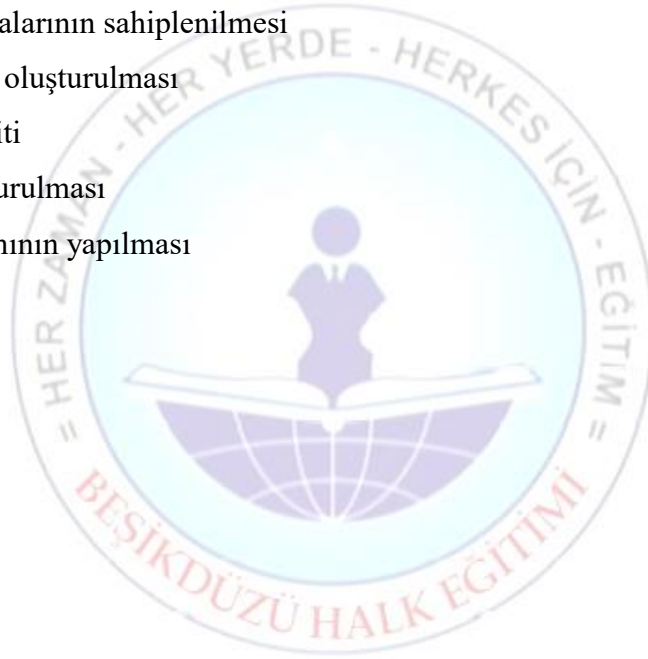 alarının sahiplenilmesi
oluşturulması
iti
urulması
nının yapılması
= HER ZAMAN - HER YERDE - HERKES İÇİN - EĞİTİM =
BEŞİKDÜZÜ HALK EĞİTİMİ